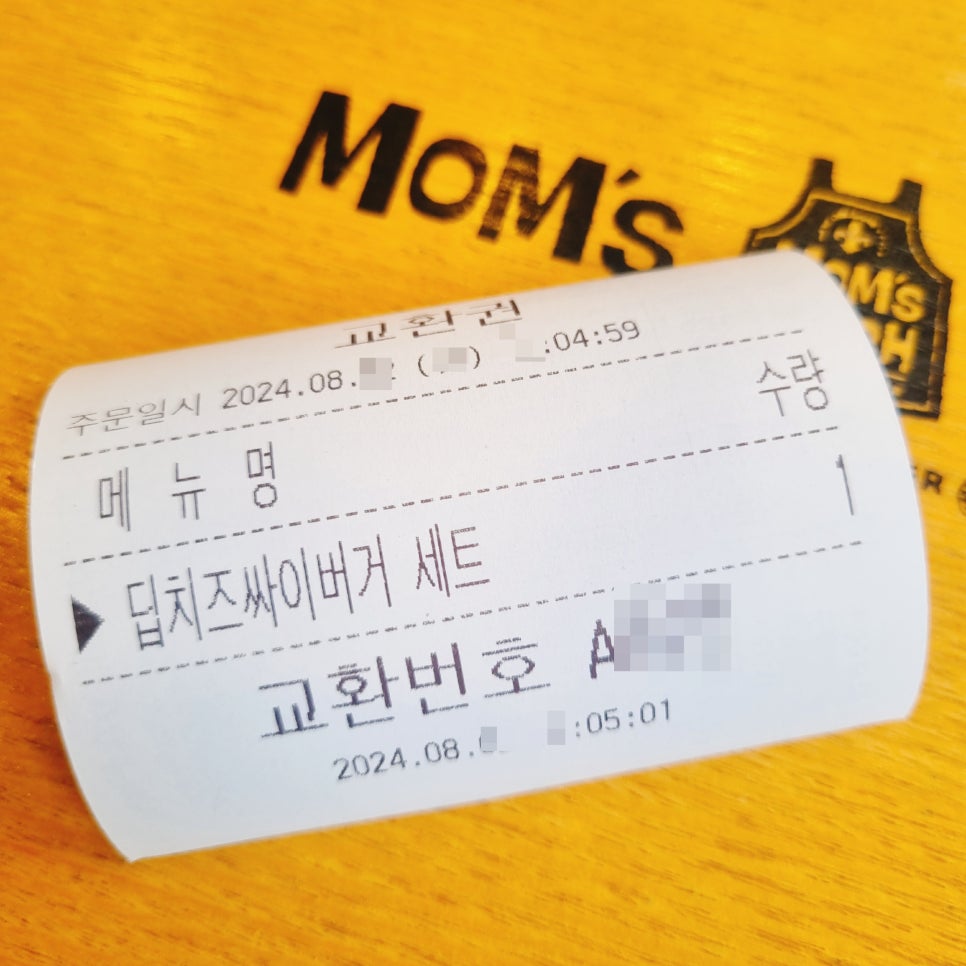 MOM'S
MOM'S
교환권
주문일시 2024.08. ( ) :04:59
메 뉴 명 수량
▶ 딥치즈싸이버거 세트 1
교환번호 A
2024.08. :05:01